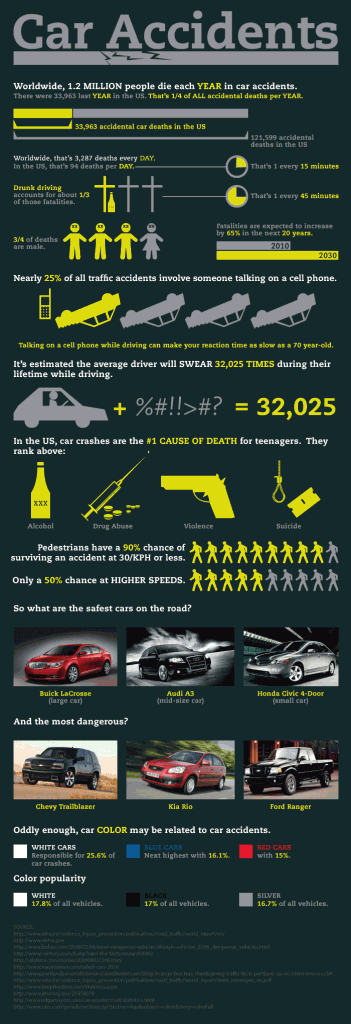 Car Accidents
Worldwide, 1.2 MILLION people die each YEAR in car accidents.
There were 33,963 last YEAR in the US. That's 1/4 of ALL accidental deaths per YEAR.
33,963 accidental car deaths in the US
121,599 accidental
deaths in the US
Worldwide, that's 3,287 deaths every DAY.
In the US, that's 94 deaths per DAY.
That's 1 every 15 minutes
Drunk driving
accounts for about 1/3
of those fatalities.
That's 1 every 45 minutes
3/4 of deaths
are male.
Fatalities are expected to increase
by 65% in the next 20 years.
2010
2030
Nearly 25% of all traffic accidents involve someone talking on a cell phone.
Talking on a cell phone while driving can make your reaction time as slow as a 70 year-old.
It's estimated the average driver will SWEAR 32,025 TIMES during their
lifetime while driving.
+ %#!!>#? = 32,025
In the US, car crashes are the #1 CAUSE OF DEATH for teenagers. They
rank above:
XXX
Alcohol
Drug Abuse
Violence
Suicide
Pedestrians have a 90% chance of
surviving an accident at 30/KPH or less.
Only a 50% chance at HIGHER SPEEDS.
So what are the safest cars on the road?
Buick LaCrosse
(large car)
Audi A3
(mid-size car)
Honda Civic 4-Door
(small car)
And the most dangerous?
Chevy Trailblazer
Kia Rio
Ford Ranger
Oddly enough, car COLOR may be related to car accidents.
WHITE CARS
Responsible for 25.6% of
car crashes.
BLUE CARS
Next highest with 16.1%.
RED CARS
with 15%.
Color popularity
WHITE
17.8% of all vehicles.
BLACK
17% of all vehicles.
SILVER
16.7% of all vehicles.
SOURCE: